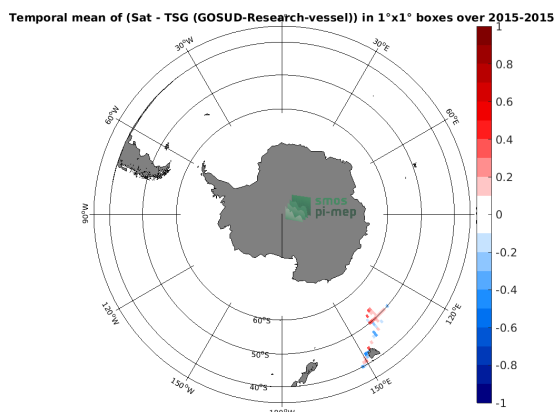 Temporal mean of (Sat - TSG (GOSUD-Research-vessel)) in 1°x1° boxes over 2015-2015
30°W
30°E
60°W
60°E
90°W
120°W
120°E
150°W
150°E
60°S
50°S
40°S
smos
pi-mep
1
0.8
0.6
0.4
0.2
0
-0.2
-0.4
-0.6
-0.8
-1